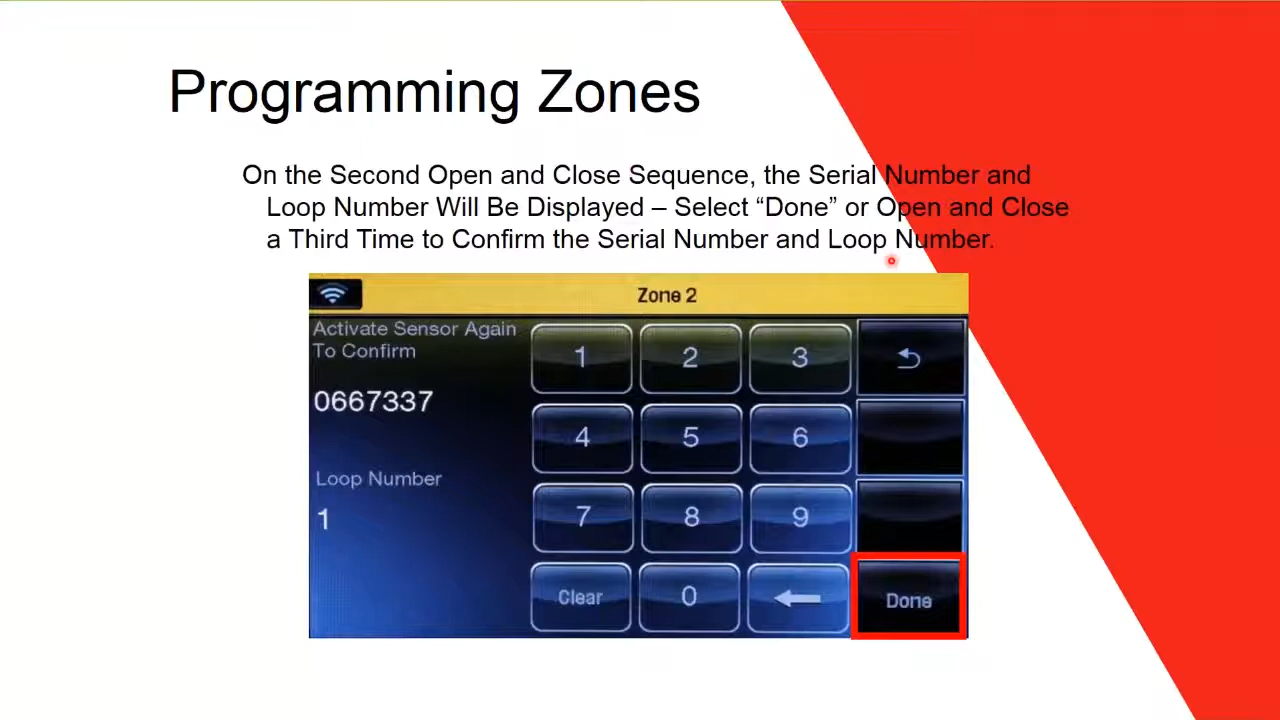 Programming Zones
On the Second Open and Close Sequence, the Serial Number and
Loop Number Will Be Displayed – Select “Done” or Open and Close
a Third Time to Confirm the Serial Number and Loop Number.
Zone 2
Activate Sensor Again
To Confirm
0667337
Loop Number
1
1 2 3
4 5 6
7 8 9
Clear 0 Done